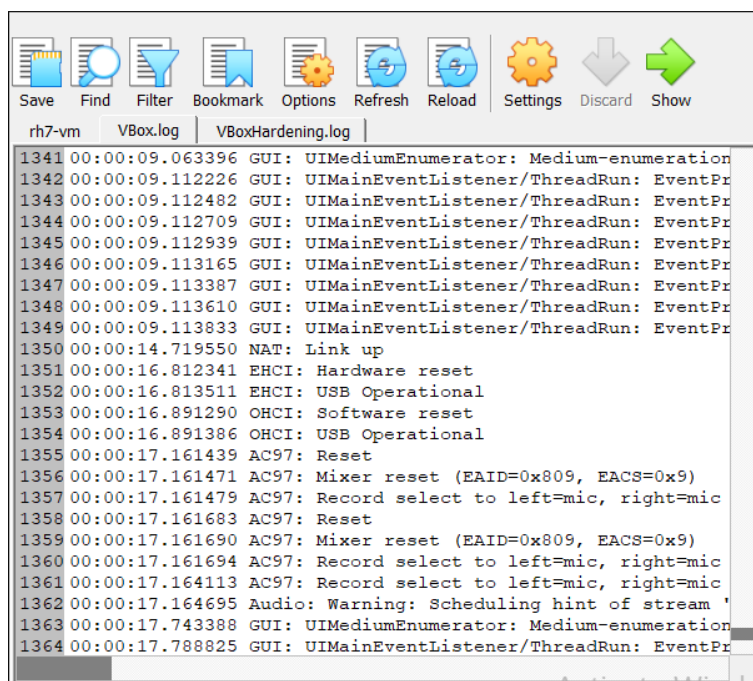 Save Find Filter Bookmark Options Refresh Reload Settings Discard Show
rh7-vm VBox.log VBoxHardening.log
1341 00:00:09.063396 GUI: UIMediumEnumerator: Medium-enumeration
1342 00:00:09.112226 GUI: UIMainEventListener/ThreadRun: EventPr
1343 00:00:09.112482 GUI: UIMainEventListener/ThreadRun: EventPr
1344 00:00:09.112709 GUI: UIMainEventListener/ThreadRun: EventPr
1345 00:00:09.112939 GUI: UIMainEventListener/ThreadRun: EventPr
1346 00:00:09.113165 GUI: UIMainEventListener/ThreadRun: EventPr
1347 00:00:09.113387 GUI: UIMainEventListener/ThreadRun: EventPr
1348 00:00:09.113610 GUI: UIMainEventListener/ThreadRun: EventPr
1349 00:00:09.113833 GUI: UIMainEventListener/ThreadRun: EventPr
1350 00:00:14.719550 NAT: Link up
1351 00:00:16.812341 EHCI: Hardware reset
1352 00:00:16.813511 EHCI: USB Operational
1353 00:00:16.891290 OHCI: Software reset
1354 00:00:16.891386 OHCI: USB Operational
1355 00:00:17.161439 AC97: Reset
1356 00:00:17.161471 AC97: Mixer reset (EAID=0x809, EACS=0x9)
1357 00:00:17.161479 AC97: Record select to left=mic, right=mic
1358 00:00:17.161683 AC97: Reset
1359 00:00:17.161690 AC97: Mixer reset (EAID=0x809, EACS=0x9)
1360 00:00:17.161694 AC97: Record select to left=mic, right=mic
1361 00:00:17.164113 AC97: Record select to left=mic, right=mic
1362 00:00:17.164695 Audio: Warning: Scheduling hint of stream '
1363 00:00:17.743388 GUI: UIMediumEnumerator: Medium-enumeration
1364 00:00:17.788825 GUI: UIMainEventListener/ThreadRun: EventPr